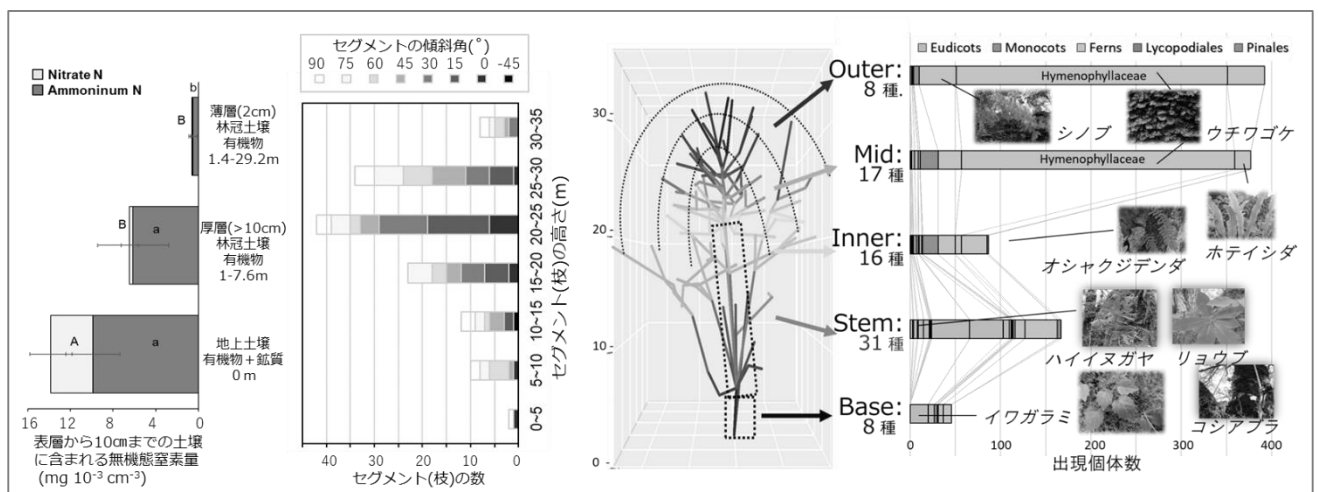 Nitrate N
Ammoninum N
b
B
薄層(2cm)
林冠土壌
有機物
1.4-29.2m
B
a
厚層(>10cm)
林冠土壌
有機物
1-7.6m
A
a
地上土壌
有機物+鉱質
0 m
16 12 8 4 0
表層から10㎝までの土壌
に含まれる無機態窒素量
(mg 10⁻³ cm⁻³)
セグメントの傾斜角(°)
90 75 60 45 30 15 0 -45
30~35
25~30
20~25
15~20
10~15
5~10
0~5
セグメント(枝)の高さ(m)
40 30 20 10 0
セグメント(枝)の数
30
20
10
0
Outer:
8 種.
Mid:
17 種
Inner:
16 種
Stem:
31 種
Base:
8 種
Eudicots Monocots Ferns Lycopodiales Pinales
Hymenophyllaceae
シノブ
ウチワゴケ
Hymenophyllaceae
オシャクジデンダ
ホテイシダ
ハイイヌガヤ
リョウブ
イワガラミ
コシアブラ
0 100 200 300 400
出現個体数